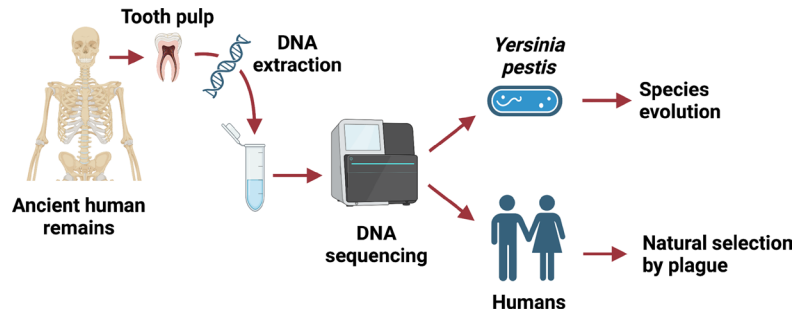 Tooth pulp
DNA
extraction
Ancient human
remains
DNA
sequencing
Yersinia
pestis
Species
evolution
Humans
Natural selection
by plague